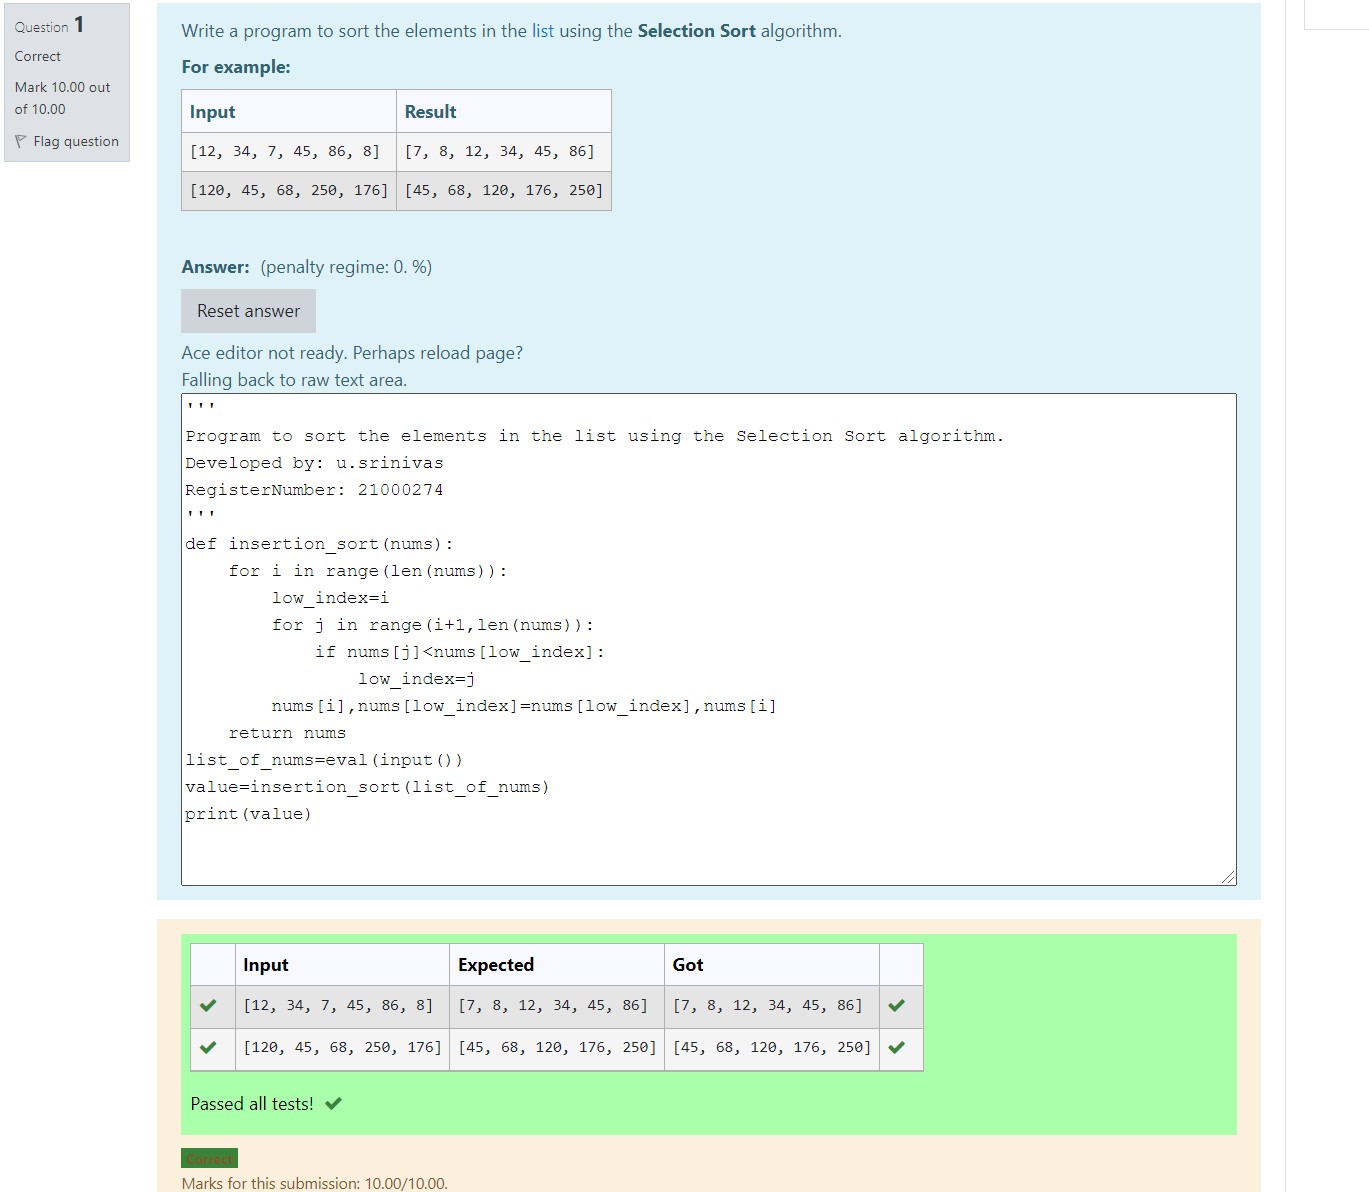 Question 1
Correct
Mark 10.00 out
of 10.00
Flag question
Write a program to sort the elements in the list using the Selection Sort algorithm.
For example:
Input Result
[12, 34, 7, 45, 86, 8] [7, 8, 12, 34, 45, 86]
[120, 45, 68, 250, 176] [45, 68, 120, 176, 250]
Answer: (penalty regime: 0. %)
Reset answer
Ace editor not ready. Perhaps reload page?
Falling back to raw text area.
'''
Program to sort the elements in the list using the Selection Sort algorithm.
Developed by: u.srinivas
RegisterNumber: 21000274
'''
def insertion_sort(nums):
    for i in range(len(nums)):
        low_index=i
        for j in range(i+1,len(nums)):
            if nums[j]<nums[low_index]:
                low_index=j
        nums[i],nums[low_index]=nums[low_index],nums[i]
    return nums
list_of_nums=eval(input())
value=insertion_sort(list_of_nums)
print(value)
Input Expected Got
[12, 34, 7, 45, 86, 8] [7, 8, 12, 34, 45, 86] [7, 8, 12, 34, 45, 86]
[120, 45, 68, 250, 176] [45, 68, 120, 176, 250] [45, 68, 120, 176, 250]
Passed all tests!
Correct
Marks for this submission: 10.00/10.00.